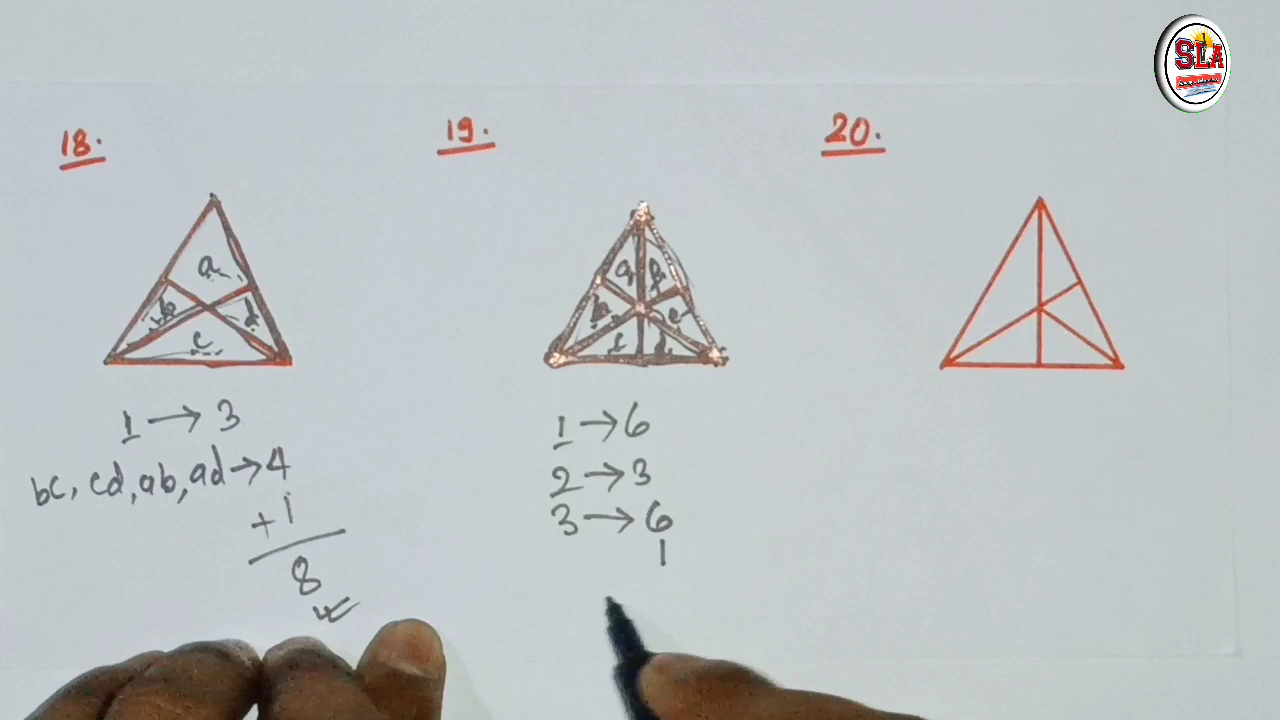 SLA
18.
19.
20.
a
b
c
d
a
b
b
e
c
d
1 → 3
bc, cd, ab, ad → 4
+ 1
8
1 → 6
2 → 3
3 → 6
1